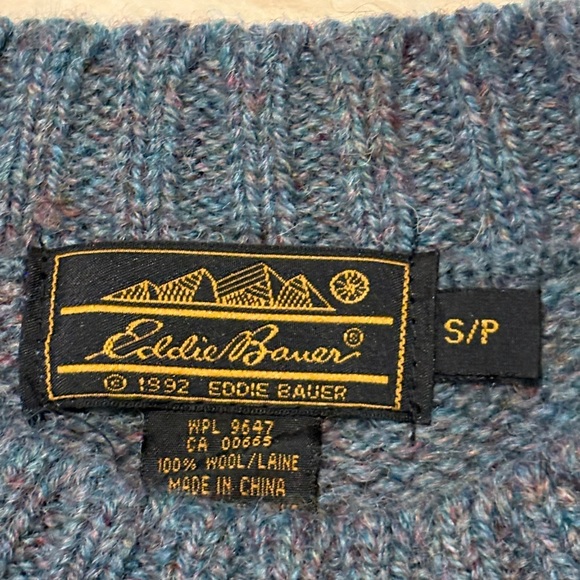 Eddie Bauer®
© 1992 EDDIE BAUER
S/P
WPL 9647
CA 00665
100% WOOL/LAINE
MADE IN CHINA